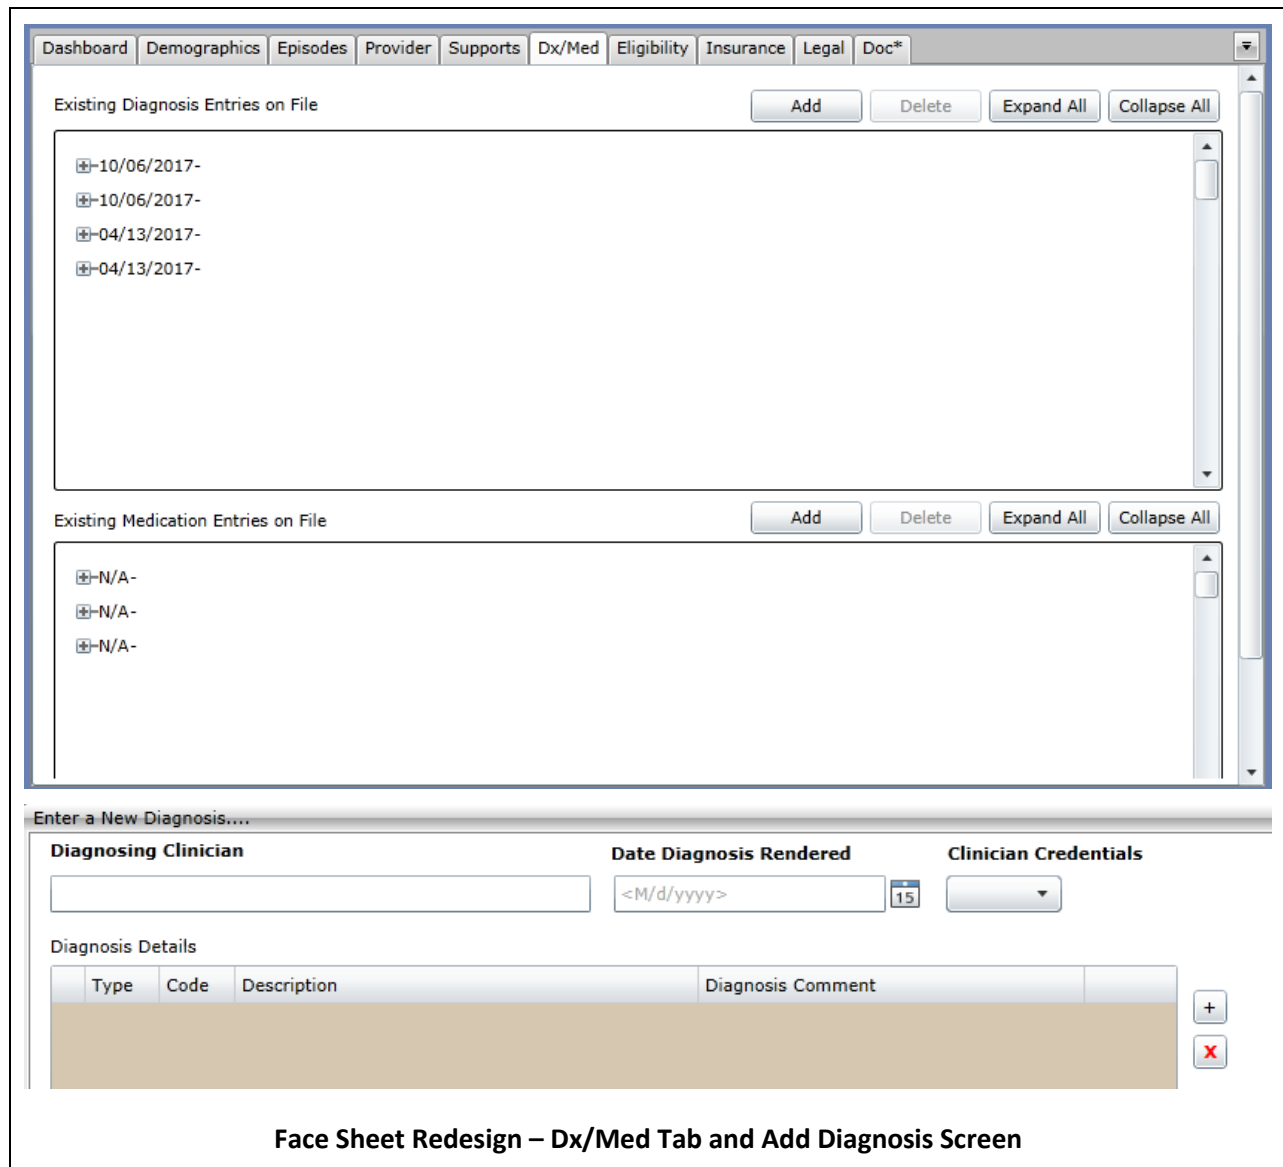 Dashboard Demographics Episodes Provider Supports Dx/Med Eligibility Insurance Legal Doc*
Existing Diagnosis Entries on File Add Delete Expand All Collapse All
10/06/2017-
10/06/2017-
04/13/2017-
04/13/2017-
Existing Medication Entries on File Add Delete Expand All Collapse All
N/A-
N/A-
N/A-
Enter a New Diagnosis....
Diagnosing Clinician Date Diagnosis Rendered Clinician Credentials
<M/d/yyyy> 15
Diagnosis Details
Type Code Description Diagnosis Comment
+
X
Face Sheet Redesign – Dx/Med Tab and Add Diagnosis Screen